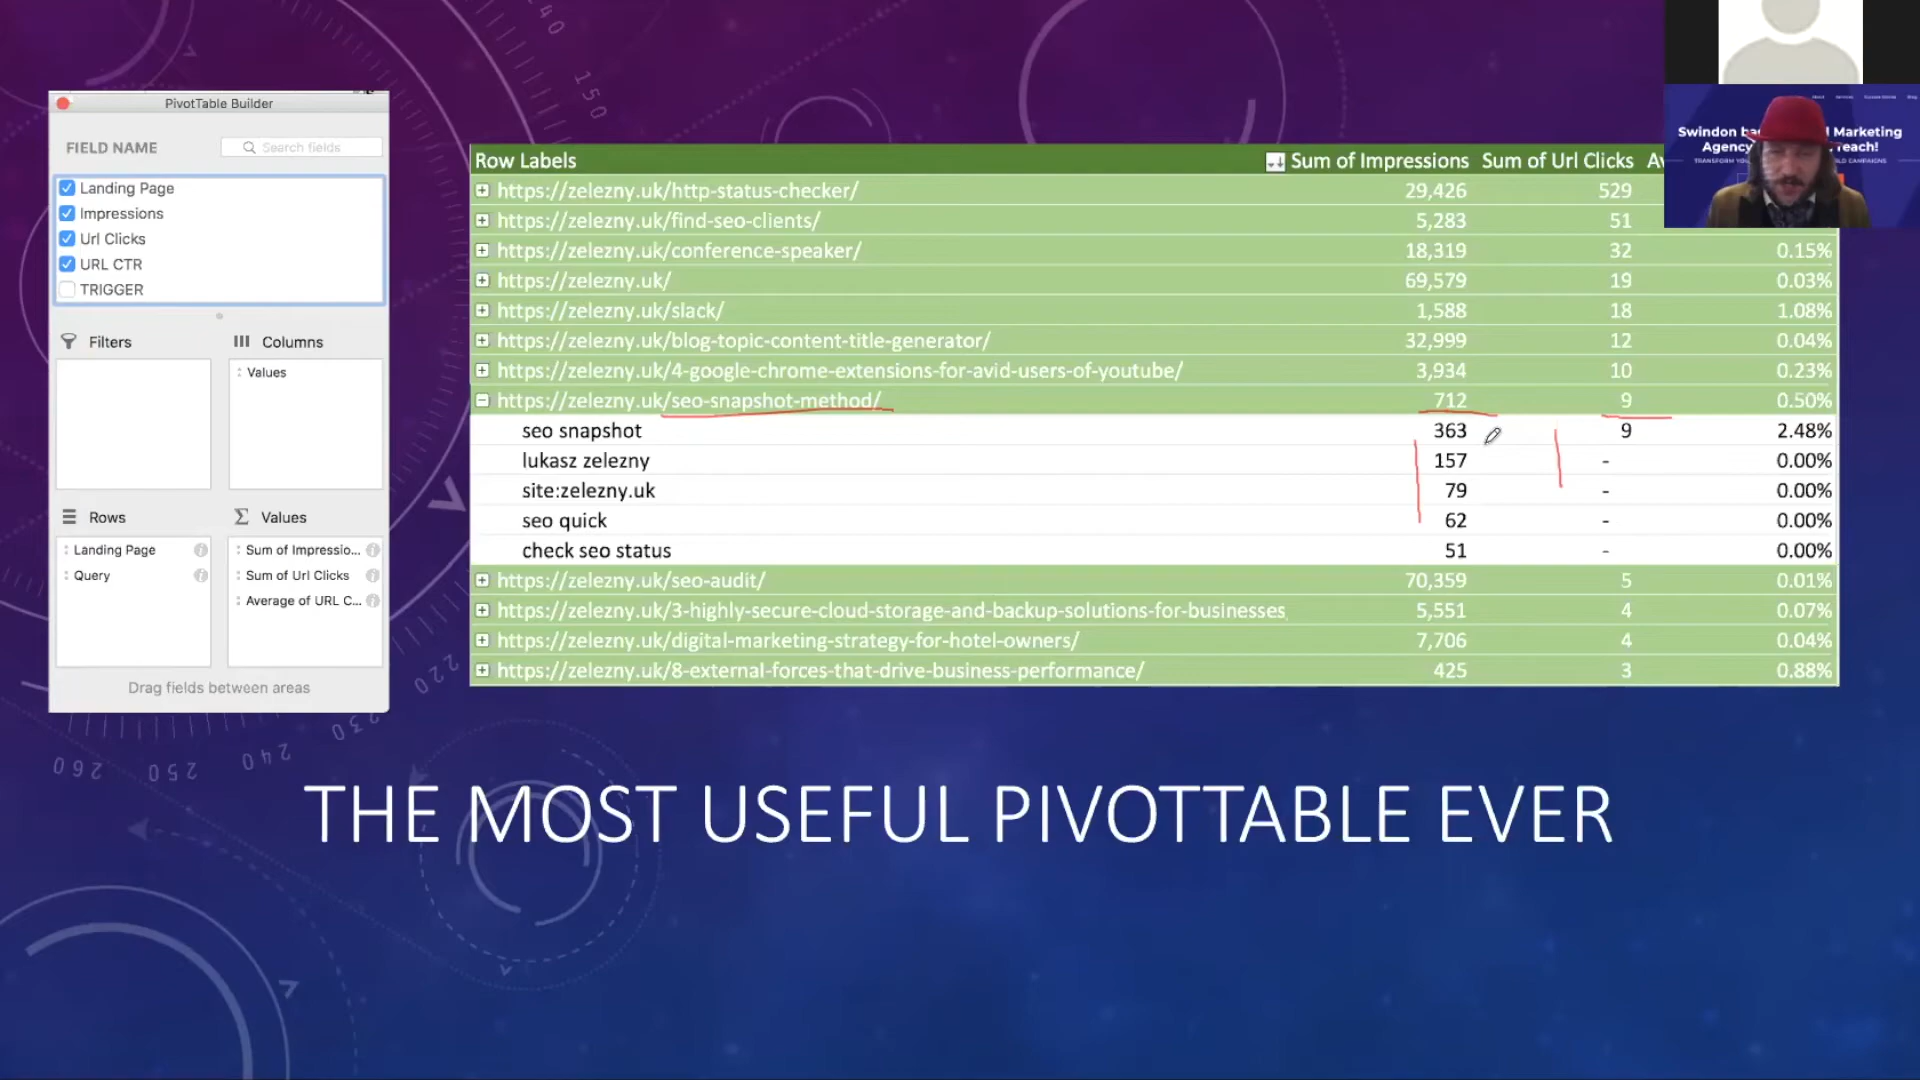 PivotTable Builder
FIELD NAME
Search fields
Landing Page
Impressions
Url Clicks
URL CTR
TRIGGER
Filters
Columns
Values
Rows
Values
Landing Page
Query
Sum of Impressio...
Sum of Url Clicks
Average of URL C...
Drag fields between areas
Row Labels Sum of Impressions Sum of Url Clicks
https://zelezny.uk/http-status-checker/ 29,426 529
https://zelezny.uk/find-seo-clients/ 5,283 51
https://zelezny.uk/conference-speaker/ 18,319 32 0.15%
https://zelezny.uk/ 69,579 19 0.03%
https://zelezny.uk/slack/ 1,588 18 1.08%
https://zelezny.uk/blog-topic-content-title-generator/ 32,999 12 0.04%
https://zelezny.uk/4-google-chrome-extensions-for-avid-users-of-youtube/ 3,934 10 0.23%
https://zelezny.uk/seo-snapshot-method/ 712 9 0.50%
seo snapshot 363 9 2.48%
lukasz zelezny 157 - 0.00%
site:zelezny.uk 79 - 0.00%
seo quick 62 - 0.00%
check seo status 51 - 0.00%
https://zelezny.uk/seo-audit/ 70,359 5 0.01%
https://zelezny.uk/3-highly-secure-cloud-storage-and-backup-solutions-for-businesses 5,551 4 0.07%
https://zelezny.uk/digital-marketing-strategy-for-hotel-owners/ 7,706 4 0.04%
https://zelezny.uk/8-external-forces-that-drive-business-performance/ 425 3 0.88%
Swindon Marketing
Agency
THE MOST USEFUL PIVOTTABLE EVER
140
150
220
230
240
250
260